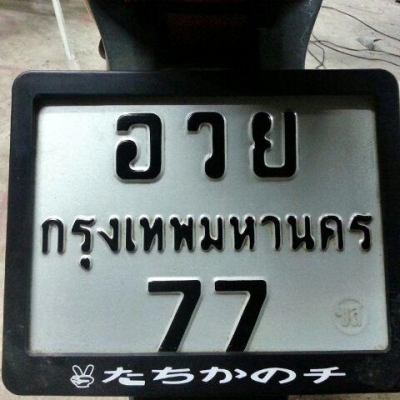 อวย
กรุงเทพมหานคร
77
たちかのチ